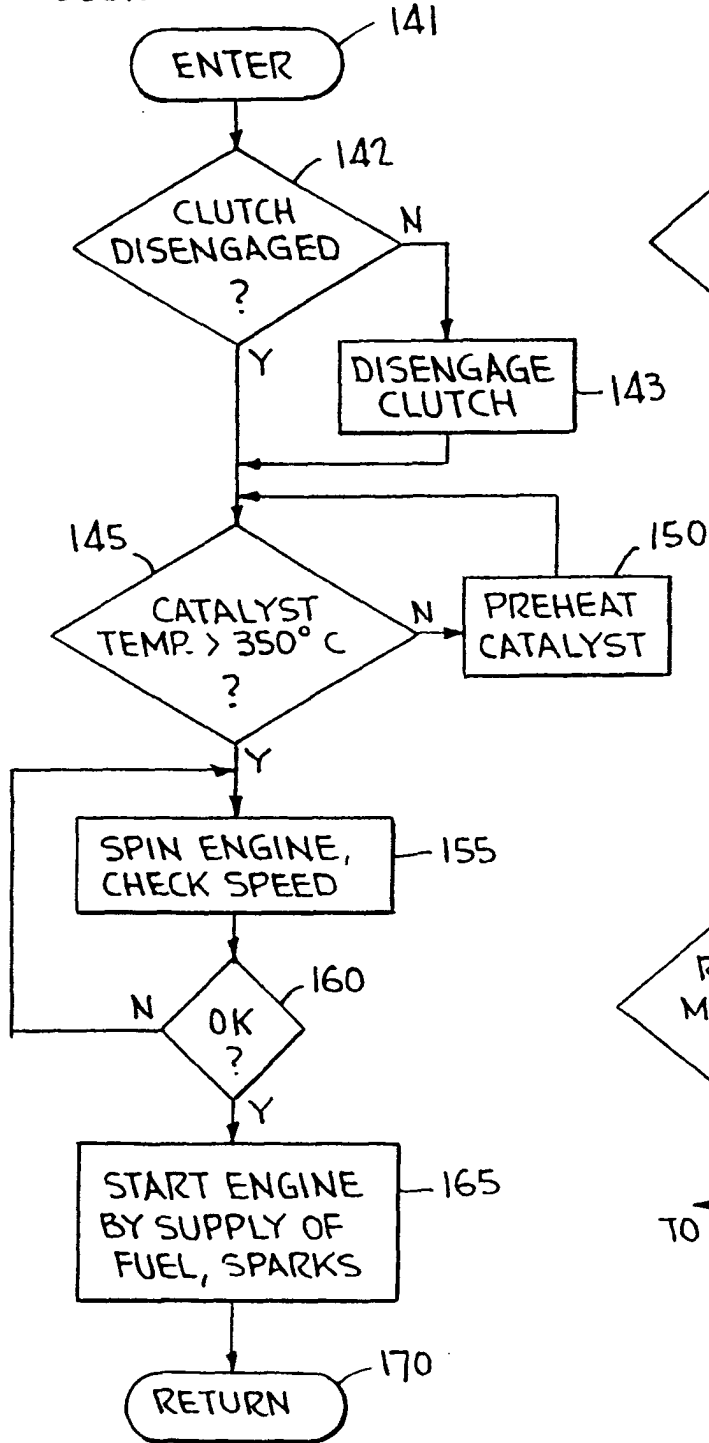 141
ENTER
142
CLUTCH
DISENGAGED
?
N
Y
DISENGAGE
CLUTCH
143
145
CATALYST
TEMP. > 350° C
?
N
150
PREHEAT
CATALYST
Y
SPIN ENGINE,
CHECK SPEED
155
160
N
OK
?
Y
START ENGINE
BY SUPPLY OF
FUEL, SPARKS
165
170
RETURN
M
TO